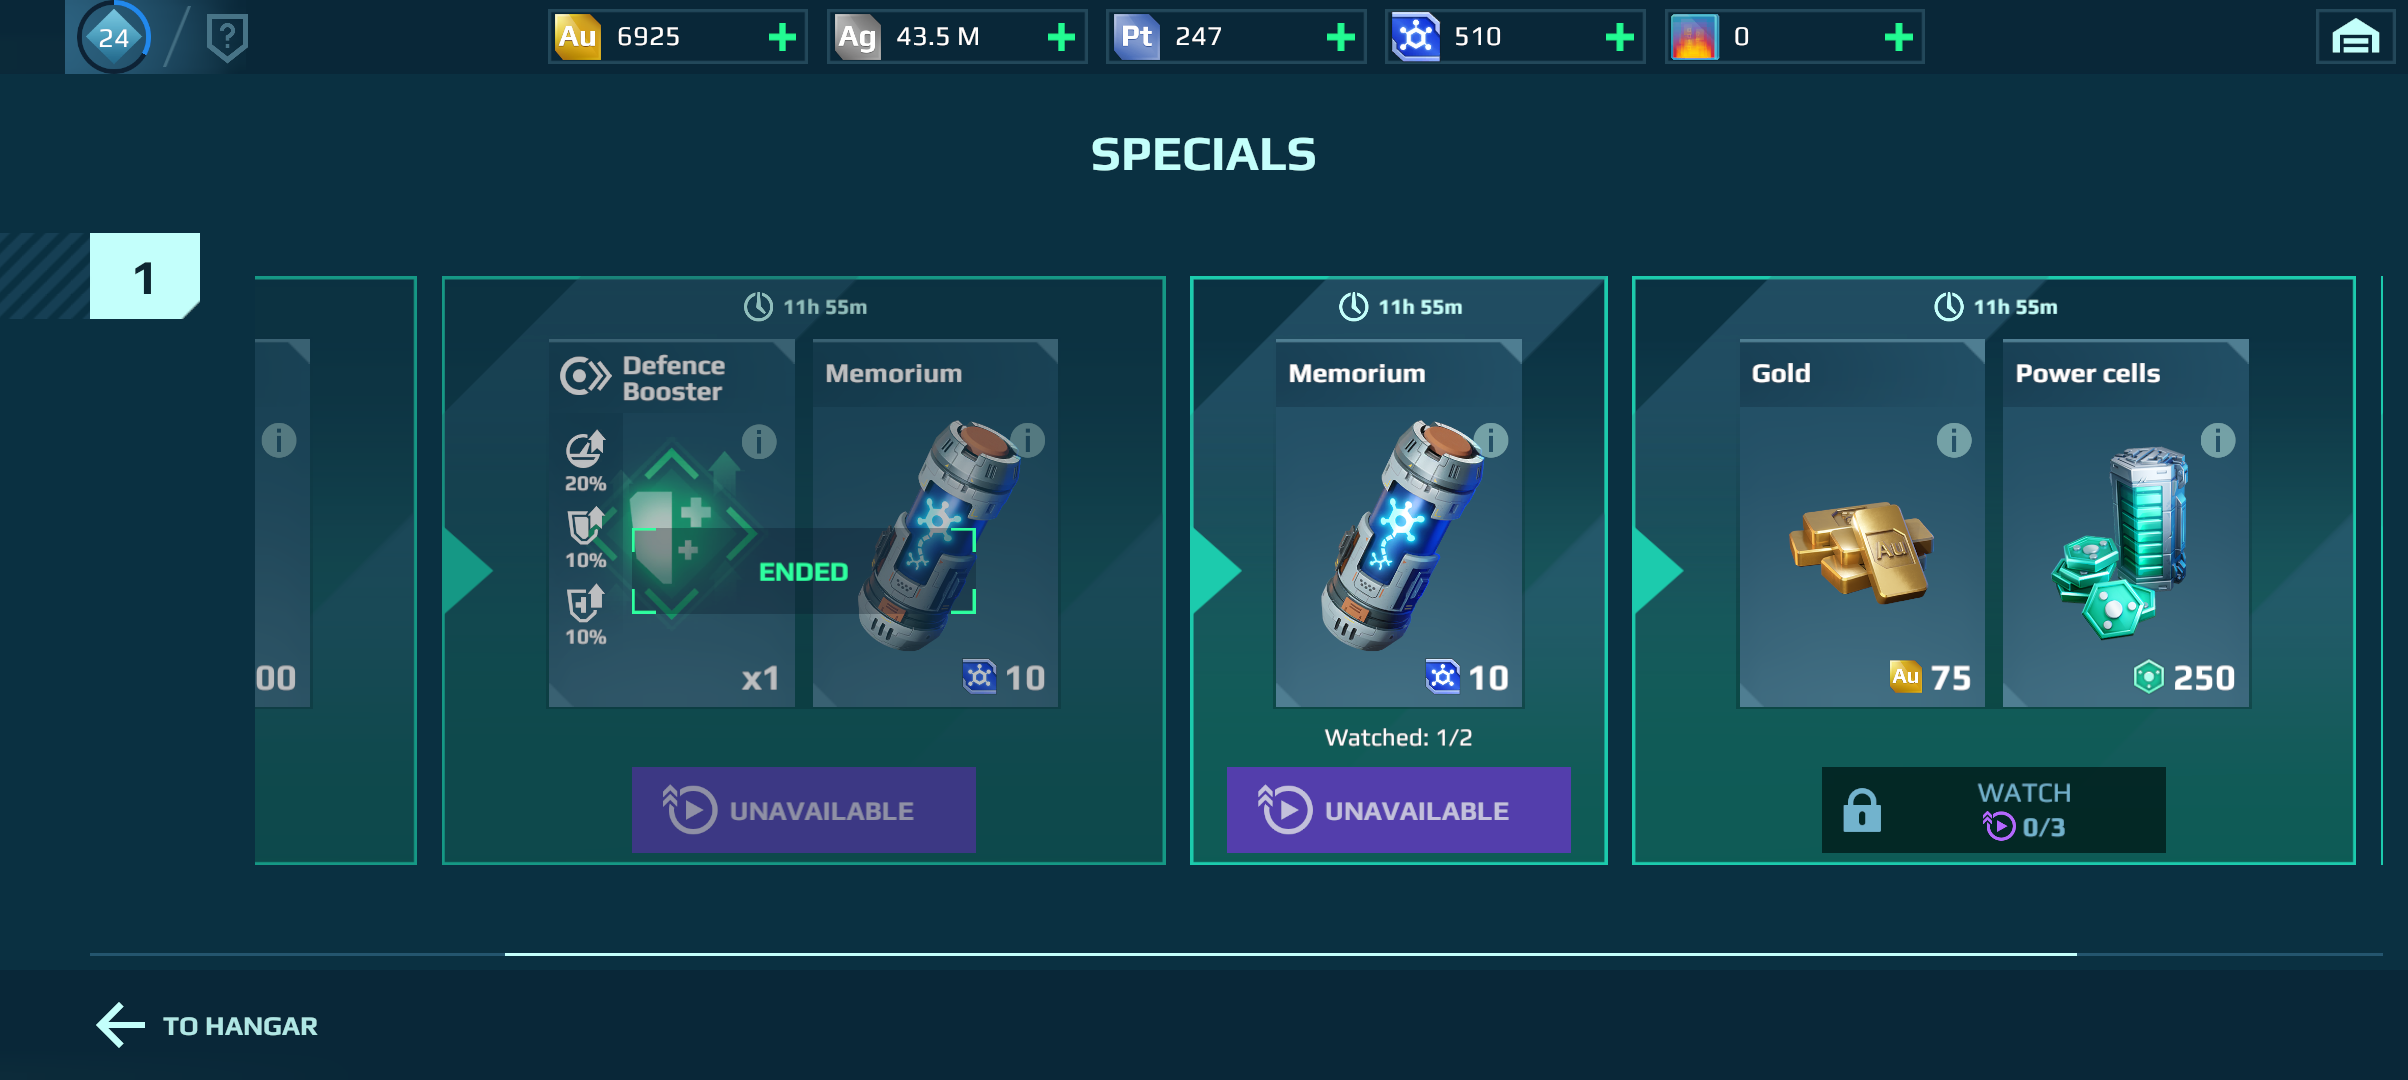 24
?
Au 6925
Ag 43.5 M
Pt 247
510
0
SPECIALS
1
00
11h 55m
Defence
Booster
20%
10%
10%
x1
Memorium
10
ENDED
UNAVAILABLE
11h 55m
Memorium
10
Watched: 1/2
UNAVAILABLE
11h 55m
Gold
Au
Au 75
Power cells
250
WATCH
0/3
TO HANGAR